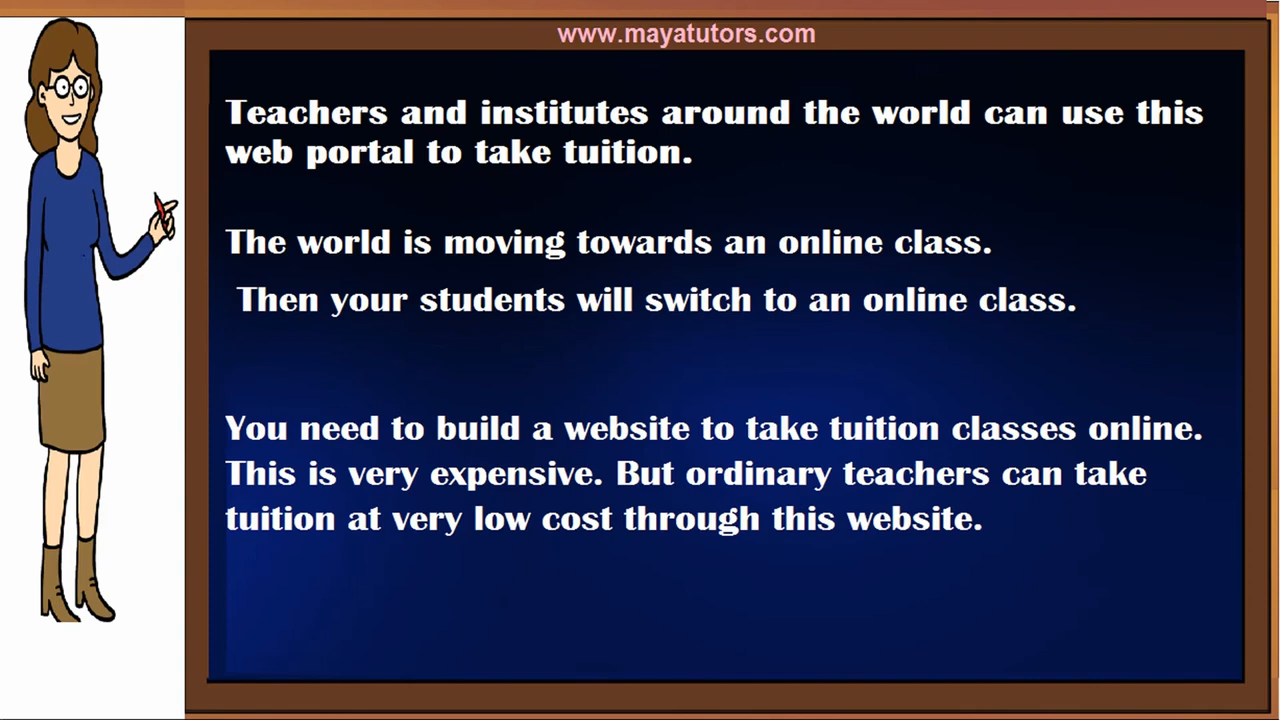 www.mayatutors.com
Teachers and institutes around the world can use this
web portal to take tuition.
The world is moving towards an online class.
Then your students will switch to an online class.
You need to build a website to take tuition classes online.
This is very expensive. But ordinary teachers can take
tuition at very low cost through this website.